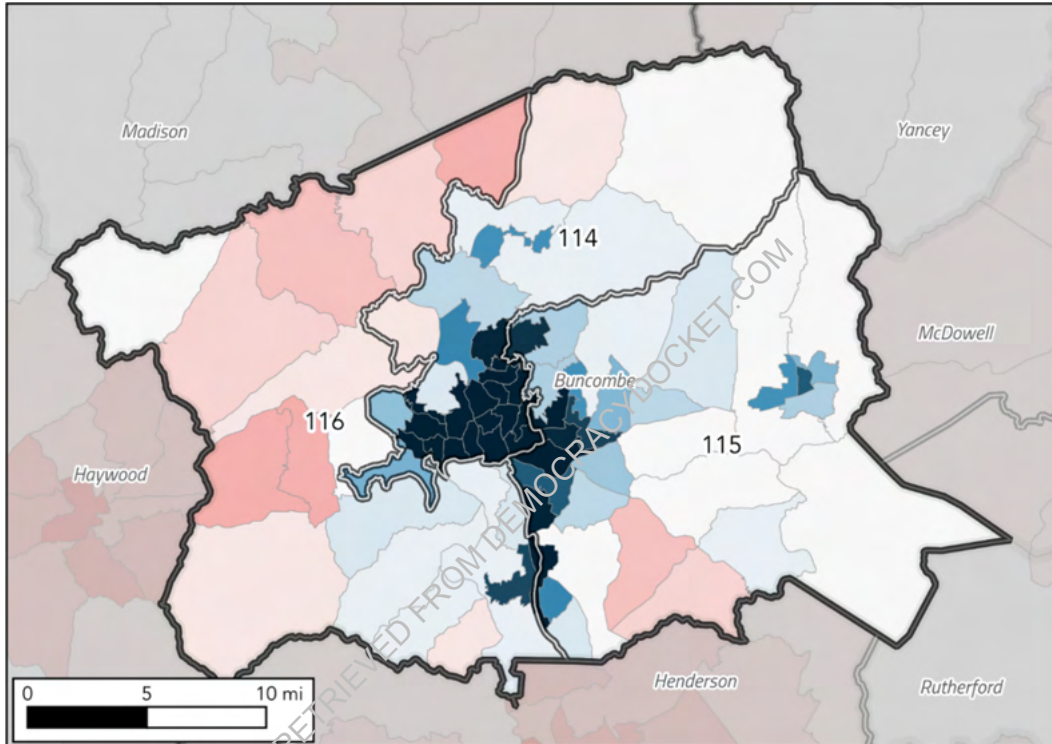 Madison
Yancey
114
McDowell
Buncombe
116
115
Haywood
Henderson
Rutherford
0 5 10 mi
RETRIEVED FROM DEMOCRACYDOCKET.COM